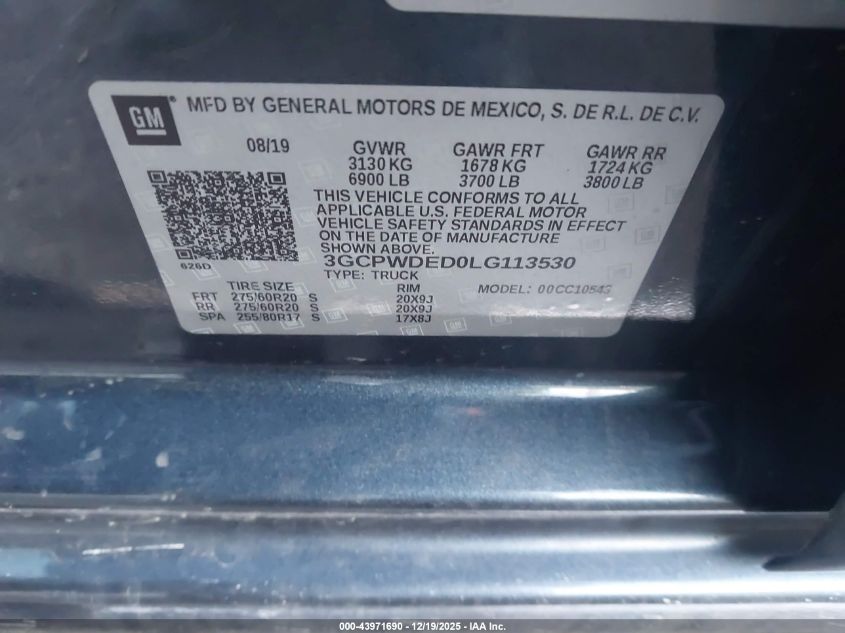 GM ® MFD BY GENERAL MOTORS DE MEXICO, S. DE R.L. DE C.V.
08/19 GVWR GAWR FRT GAWR RR
3130 KG 1678 KG 1724 KG
6900 LB 3700 LB 3800 LB
THIS VEHICLE CONFORMS TO ALL
APPLICABLE U.S. FEDERAL MOTOR
VEHICLE SAFETY STANDARDS IN EFFECT
ON THE DATE OF MANUFACTURE
SHOWN ABOVE.
626D 3GCPWDED0LG113530
TYPE: TRUCK MODEL: 00CC10543
TIRE SIZE RIM
FRT 275/60R20 S 20X9J
RR 275/60R20 S 20X9J
SPA 255/80R17 S 17X8J
000-43971690 - 12/19/2025 - IAA Inc.